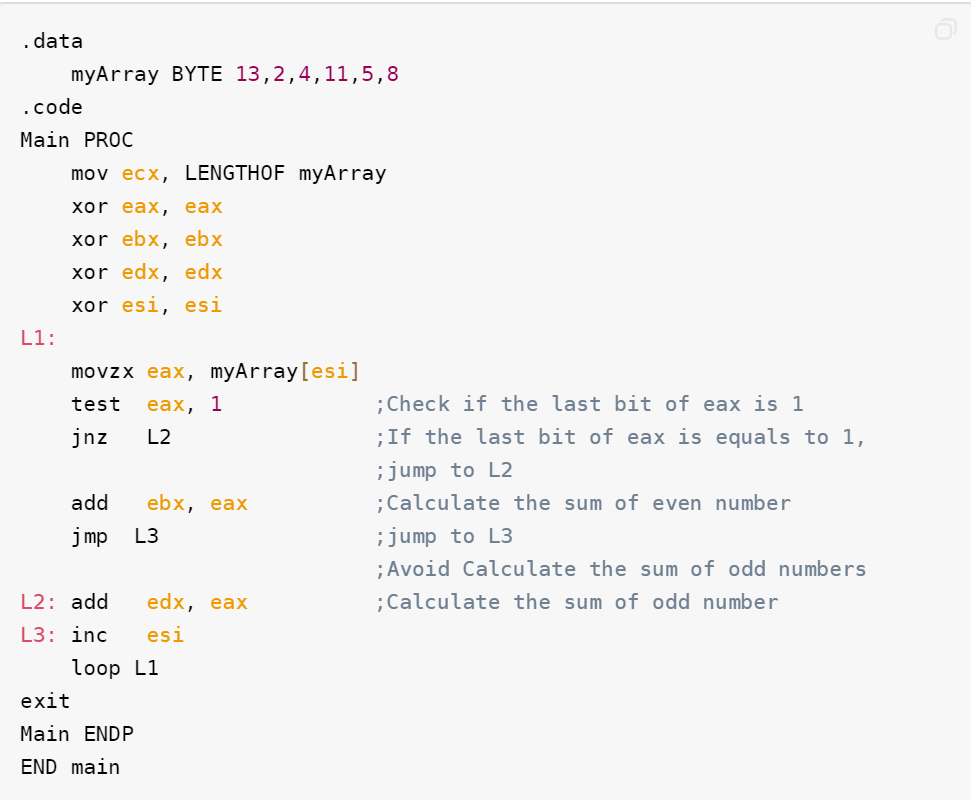 .data
    myArray BYTE 13,2,4,11,5,8
.code
Main PROC
    mov ecx, LENGTHOF myArray
    xor eax, eax
    xor ebx, ebx
    xor edx, edx
    xor esi, esi
L1:
    movzx eax, myArray[esi]
    test  eax, 1            ;Check if the last bit of eax is 1
    jnz   L2                ;If the last bit of eax is equals to 1,
                            ;jump to L2
    add   ebx, eax          ;Calculate the sum of even number
    jmp  L3                 ;jump to L3
                            ;Avoid Calculate the sum of odd numbers
L2: add   edx, eax          ;Calculate the sum of odd number
L3: inc   esi
    loop L1
exit
Main ENDP
END main